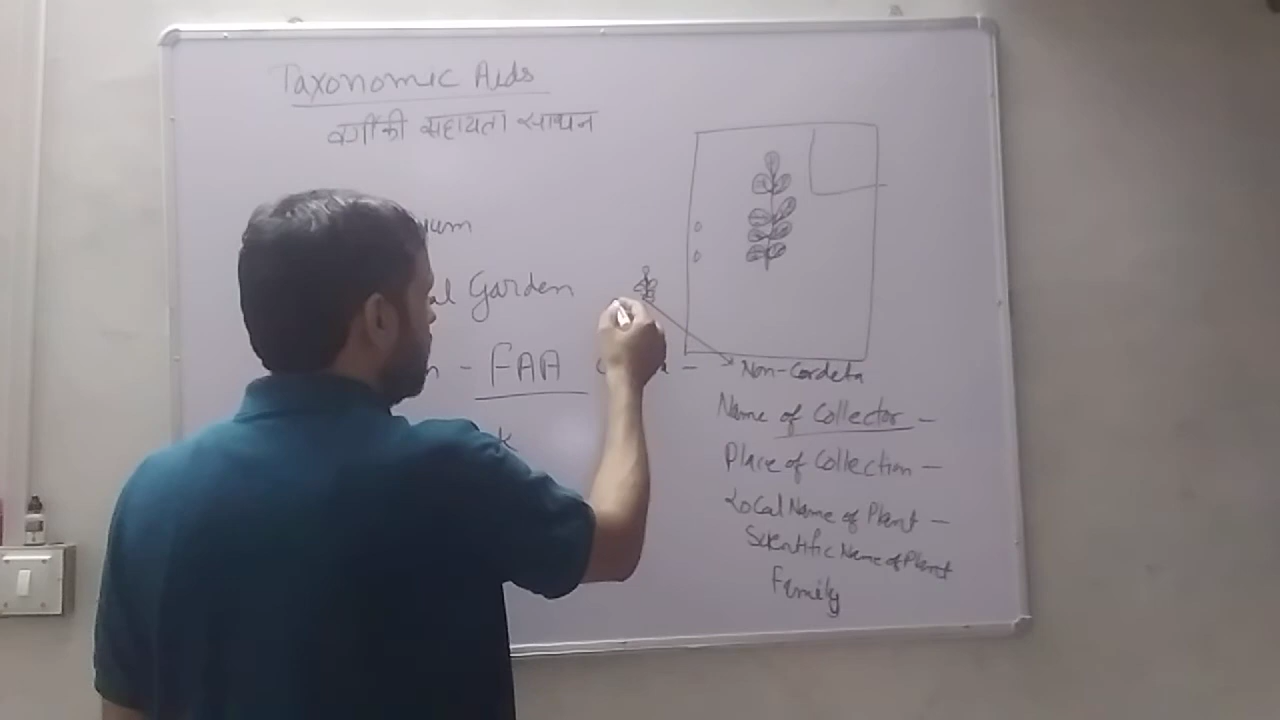 Taxonomic Aids
वर्गीकी सहायता साधन
Garden
- FAA
Non-Cordeta
Name of Collector -
Place of Collection -
Local Name of Plant -
Scientific Name of Plant
Family